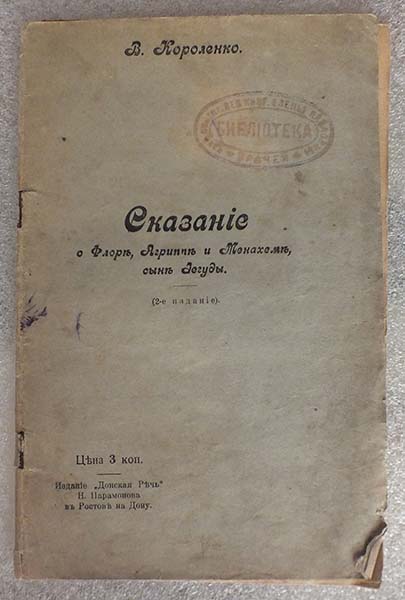 В. Короленко.
БИБЛІОТЕКА
ВРАЧЕЙ
Сказаніе
о Флорѣ, Агриппѣ и Менахемѣ,
сынѣ Іегуды.
(2-е изданіе).
Цѣна 3 коп.
Изданіе „Донская Рѣчь“
Н. Парамонова
въ Ростовѣ на Дону.